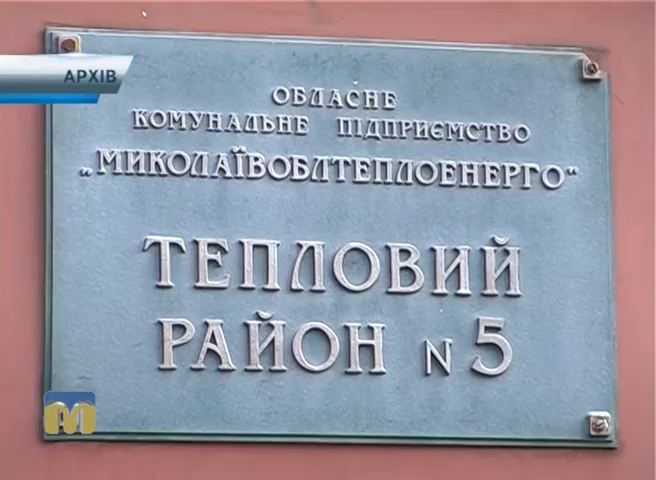 АРХІВ
ОБЛАСНЕ
КОМУНАЛЬНЕ ПІДПРИЄМСТВО
„МИКОЛАЇВОБЛТЕПЛОЕНЕРГО"
ТЕПЛОВИЙ
РАЙОН N 5